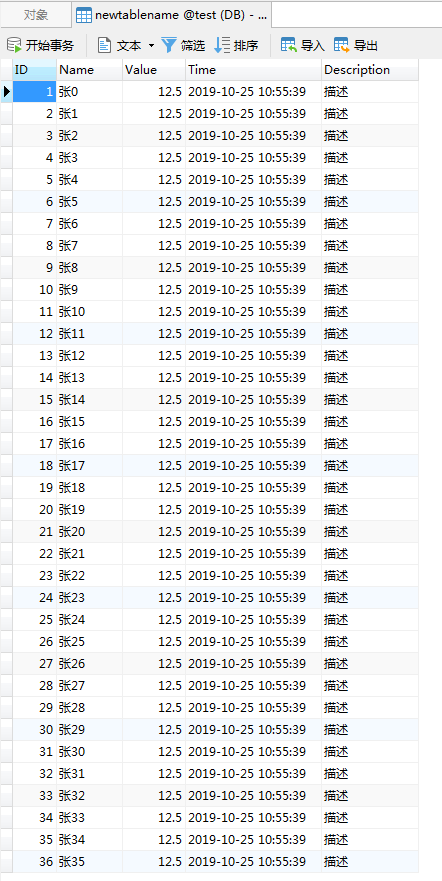 对象 newtablename @test (DB) - ...
开始事务 文本 筛选 排序 导入 导出
ID Name Value Time Description
1 张0 12.5 2019-10-25 10:55:39 描述
2 张1 12.5 2019-10-25 10:55:39 描述
3 张2 12.5 2019-10-25 10:55:39 描述
4 张3 12.5 2019-10-25 10:55:39 描述
5 张4 12.5 2019-10-25 10:55:39 描述
6 张5 12.5 2019-10-25 10:55:39 描述
7 张6 12.5 2019-10-25 10:55:39 描述
8 张7 12.5 2019-10-25 10:55:39 描述
9 张8 12.5 2019-10-25 10:55:39 描述
10 张9 12.5 2019-10-25 10:55:39 描述
11 张10 12.5 2019-10-25 10:55:39 描述
12 张11 12.5 2019-10-25 10:55:39 描述
13 张12 12.5 2019-10-25 10:55:39 描述
14 张13 12.5 2019-10-25 10:55:39 描述
15 张14 12.5 2019-10-25 10:55:39 描述
16 张15 12.5 2019-10-25 10:55:39 描述
17 张16 12.5 2019-10-25 10:55:39 描述
18 张17 12.5 2019-10-25 10:55:39 描述
19 张18 12.5 2019-10-25 10:55:39 描述
20 张19 12.5 2019-10-25 10:55:39 描述
21 张20 12.5 2019-10-25 10:55:39 描述
22 张21 12.5 2019-10-25 10:55:39 描述
23 张22 12.5 2019-10-25 10:55:39 描述
24 张23 12.5 2019-10-25 10:55:39 描述
25 张24 12.5 2019-10-25 10:55:39 描述
26 张25 12.5 2019-10-25 10:55:39 描述
27 张26 12.5 2019-10-25 10:55:39 描述
28 张27 12.5 2019-10-25 10:55:39 描述
29 张28 12.5 2019-10-25 10:55:39 描述
30 张29 12.5 2019-10-25 10:55:39 描述
31 张30 12.5 2019-10-25 10:55:39 描述
32 张31 12.5 2019-10-25 10:55:39 描述
33 张32 12.5 2019-10-25 10:55:39 描述
34 张33 12.5 2019-10-25 10:55:39 描述
35 张34 12.5 2019-10-25 10:55:39 描述
36 张35 12.5 2019-10-25 10:55:39 描述